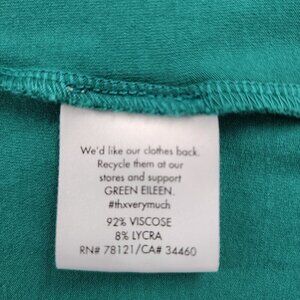 We'd like our clothes back.
Recycle them at our
stores and support
GREEN EILEEN.
#thxverymuch
92% VISCOSE
8% LYCRA
RN# 78121/CA# 34460